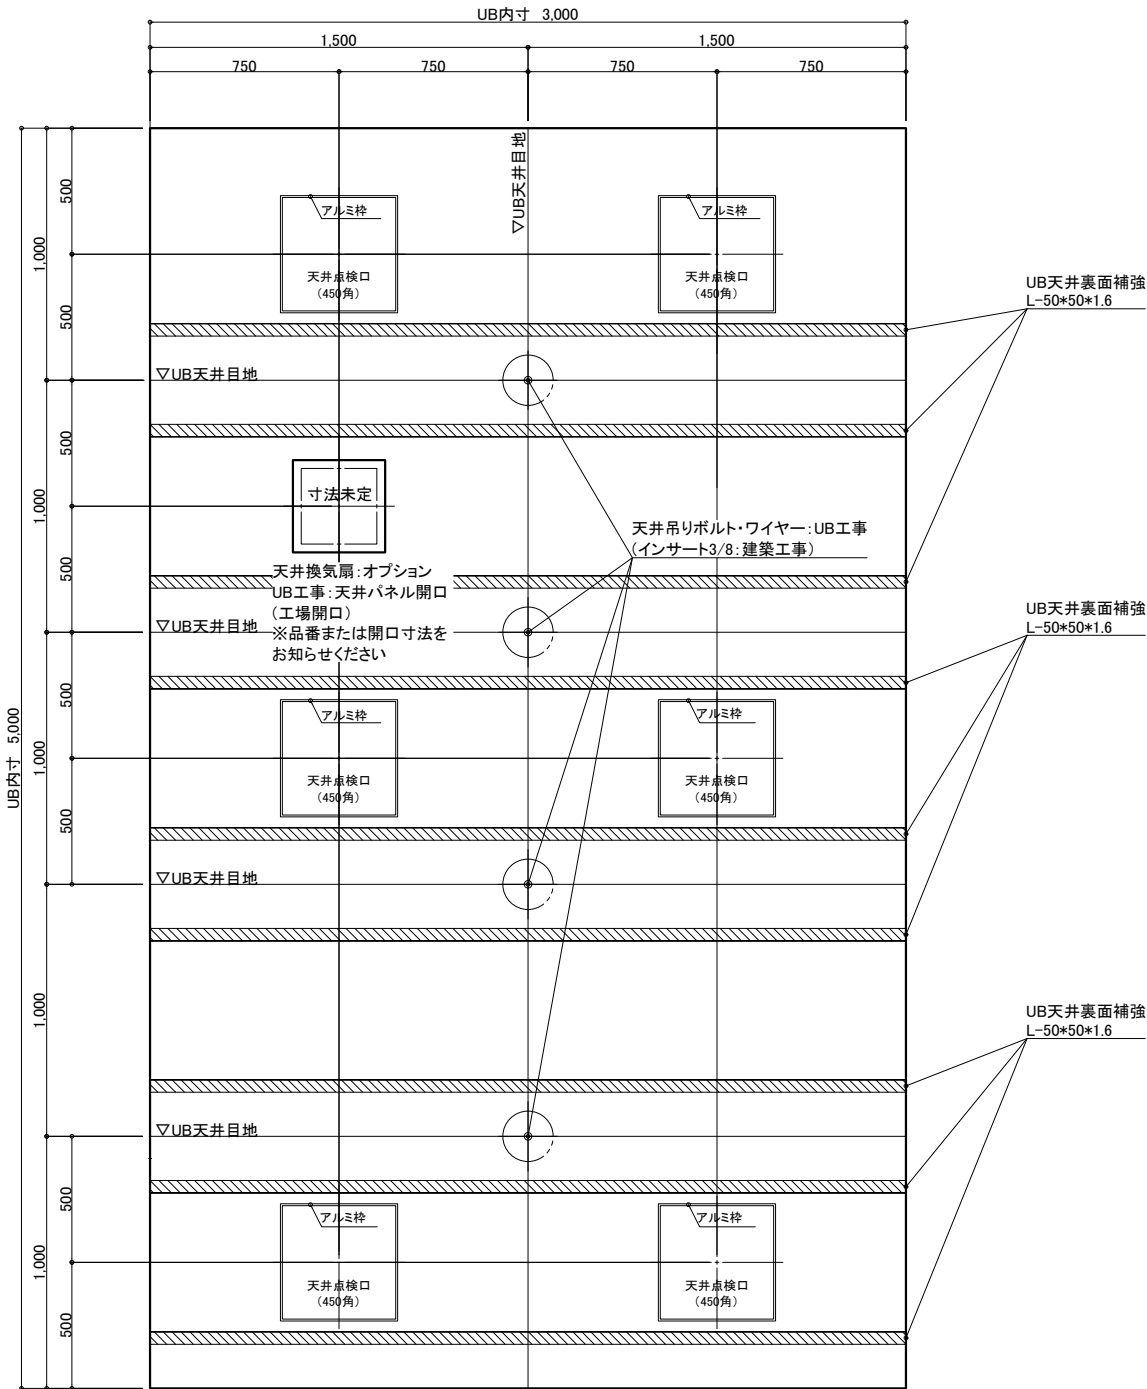 UB内寸 3,000
1,500
1,500
750
750
750
750
▽UB天井目地
500
1,000
500
アルミ枠
天井点検口
(450角)
アルミ枠
天井点検口
(450角)
UB天井裏面補強
L-50*50*1.6
▽UB天井目地
500
1,000
500
寸法未定
天井換気扇:オプション
UB工事:天井パネル開口
(工場開口)
※品番または開口寸法を
お知らせください
天井吊りボルト・ワイヤー:UB工事
(インサート3/8:建築工事)
▽UB天井目地
UB天井裏面補強
L-50*50*1.6
UB内寸 5,000
500
1,000
500
アルミ枠
天井点検口
(450角)
アルミ枠
天井点検口
(450角)
▽UB天井目地
1,000
UB天井裏面補強
L-50*50*1.6
▽UB天井目地
500
1,000
500
アルミ枠
天井点検口
(450角)
アルミ枠
天井点検口
(450角)